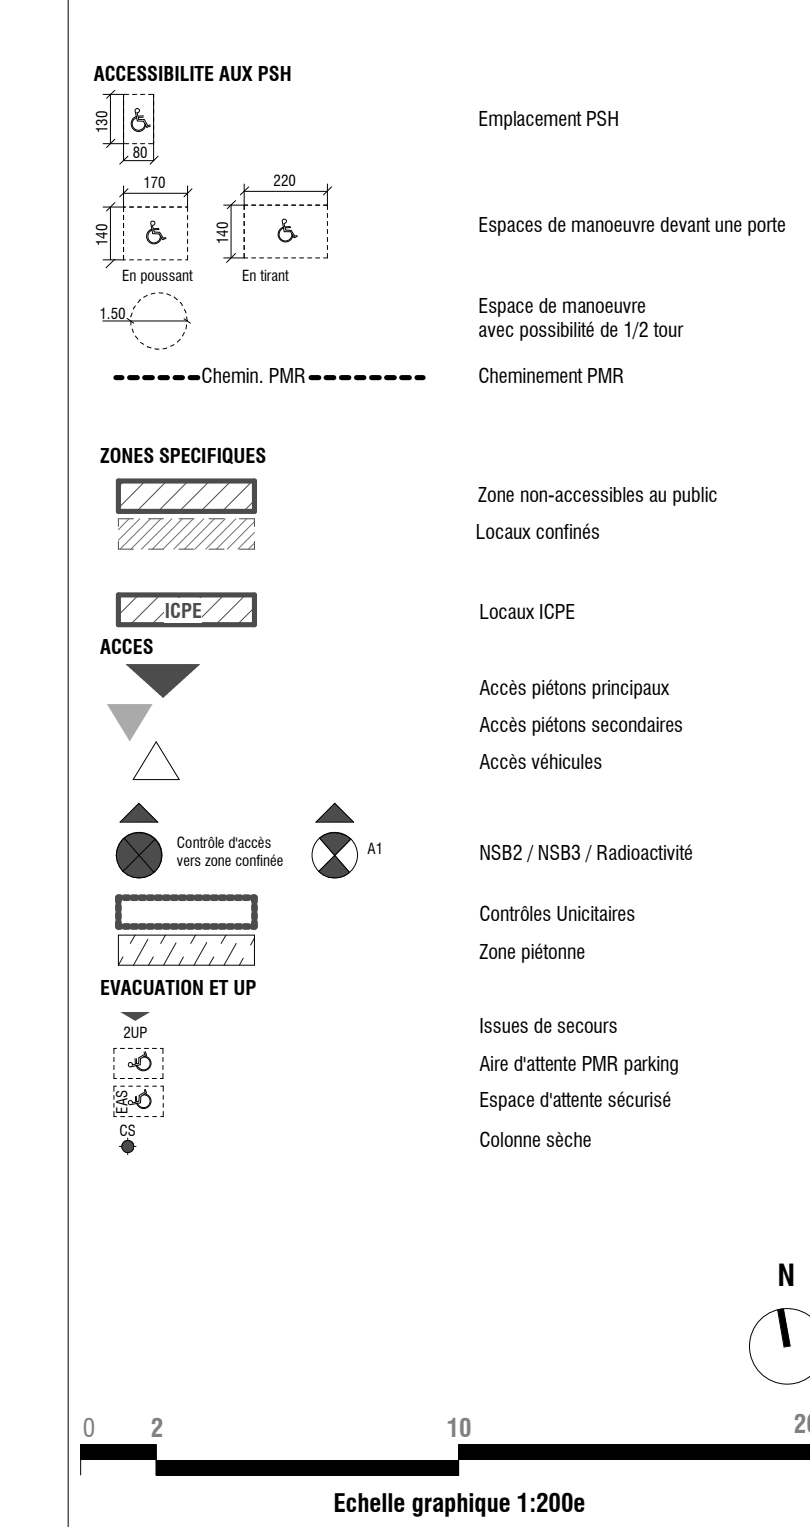 ACCESSIBILITE AUX PSH
130
80
Emplacement PSH
170
220
140
140
Espaces de manoeuvre devant une porte
En poussant
En tirant
1.50
Espace de manoeuvre
avec possibilité de 1/2 tour
Chemin. PMR
Cheminement PMR
ZONES SPECIFIQUES
Zone non-accessibles au public
Locaux confinés
ICPE
Locaux ICPE
ACCES
Accès piétons principaux
Accès piétons secondaires
Accès véhicules
Contrôle d'accès
vers zone confinée
A1
NSB2 / NSB3 / Radioactivité
Contrôles Unicitaires
Zone piétonne
EVACUATION ET UP
2UP
Issues de secours
Aire d'attente PMR parking
EAS
Espace d'attente sécurisé
CS
Colonne sèche
N
0
2
10
Echelle graphique 1:200e